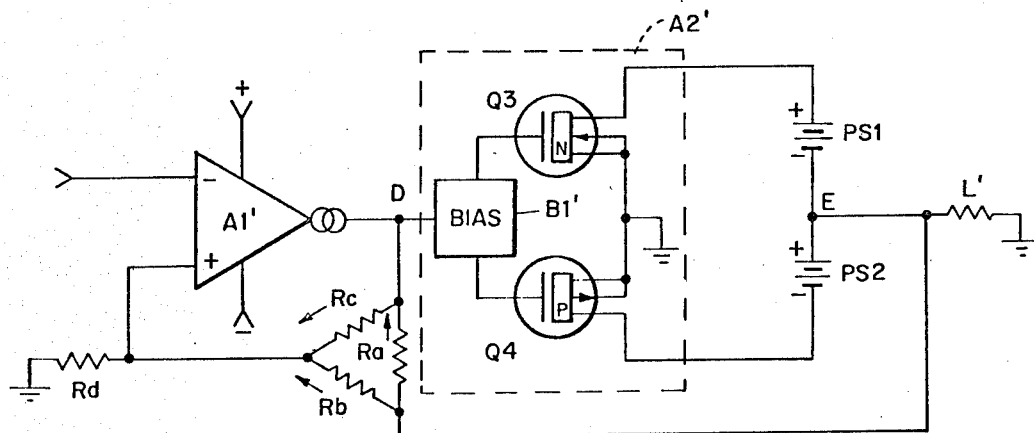 A2'
+
Q3
+
PS1
-
N
-
A1'
D
BIAS
B1'
E
L'
+
+
PS2
-
-
P
Rc
Ra
Q4
Rd
Rb